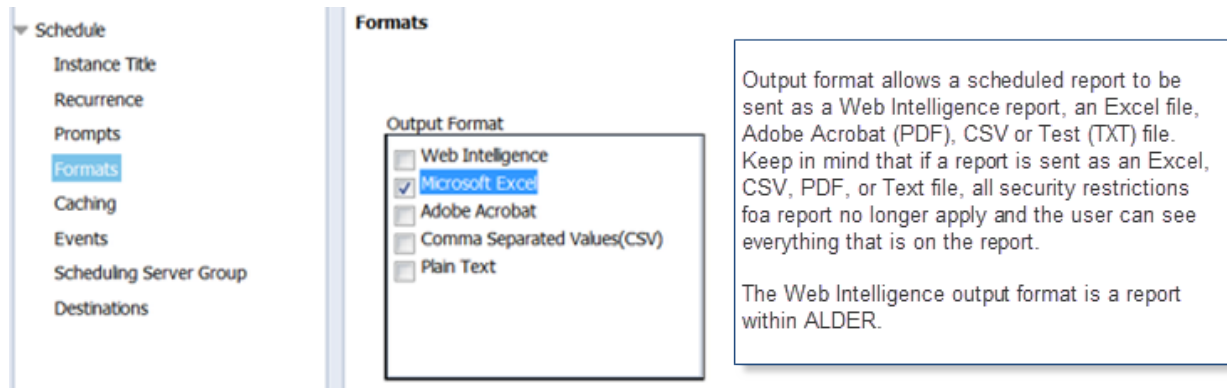 Schedule
Instance Title
Recurrence
Prompts
Formats
Caching
Events
Scheduling Server Group
Destinations
Formats
Output Format
Web Intelligence
Microsoft Excel
Adobe Acrobat
Comma Separated Values(CSV)
Plain Text
Output format allows a scheduled report to be
sent as a Web Intelligence report, an Excel file,
Adobe Acrobat (PDF), CSV or Test (TXT) file.
Keep in mind that if a report is sent as an Excel,
CSV, PDF, or Text file, all security restrictions
foa report no longer apply and the user can see
everything that is on the report.
The Web Intelligence output format is a report
within ALDER.